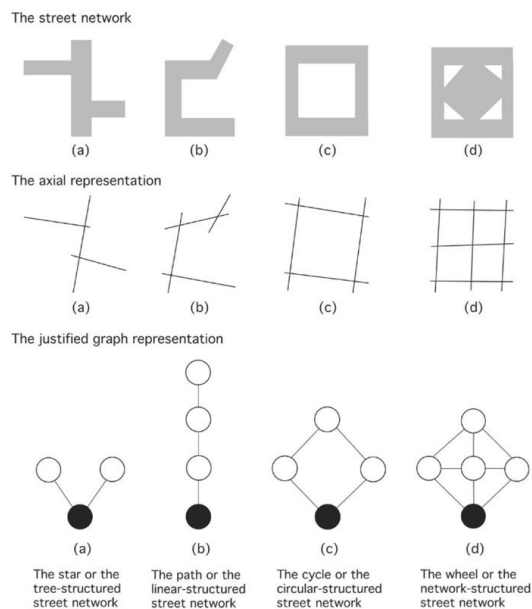 The street network
(a) (b) (c) (d)
The axial representation
(a) (b) (c) (d)
The justified graph representation
(a) (b) (c) (d)
The star or the
tree-structured
street network
The path or the
linear-structured
street network
The cycle or the
circular-structured
street network
The wheel or the
network-structured
street network